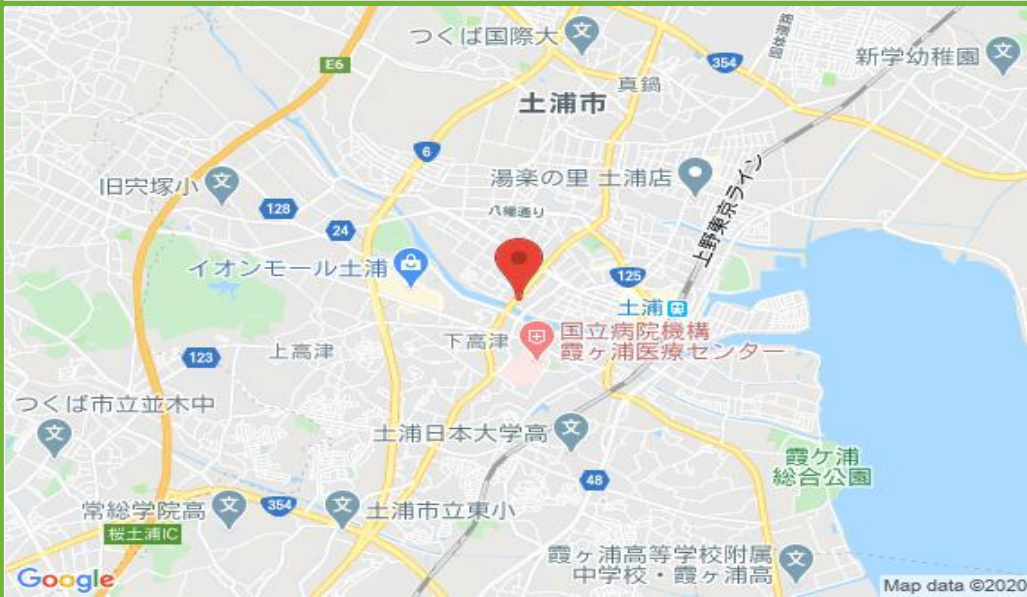 つくば国際大
E6
354
新学幼稚園
真鍋
土浦市
6
湯楽の里 土浦店
旧宍塚小
上野東京ライン
128
八幡通り
24
イオンモール土浦
125
土浦
下高津
国立病院機構
霞ヶ浦医療センター
123
上高津
つくば市立並木中
土浦日本大学高
霞ケ浦
総合公園
48
常総学院高
354
土浦市立東小
桜土浦IC
霞ヶ浦高等学校附属
中学校・霞ヶ浦高
Google
Map data ©2020